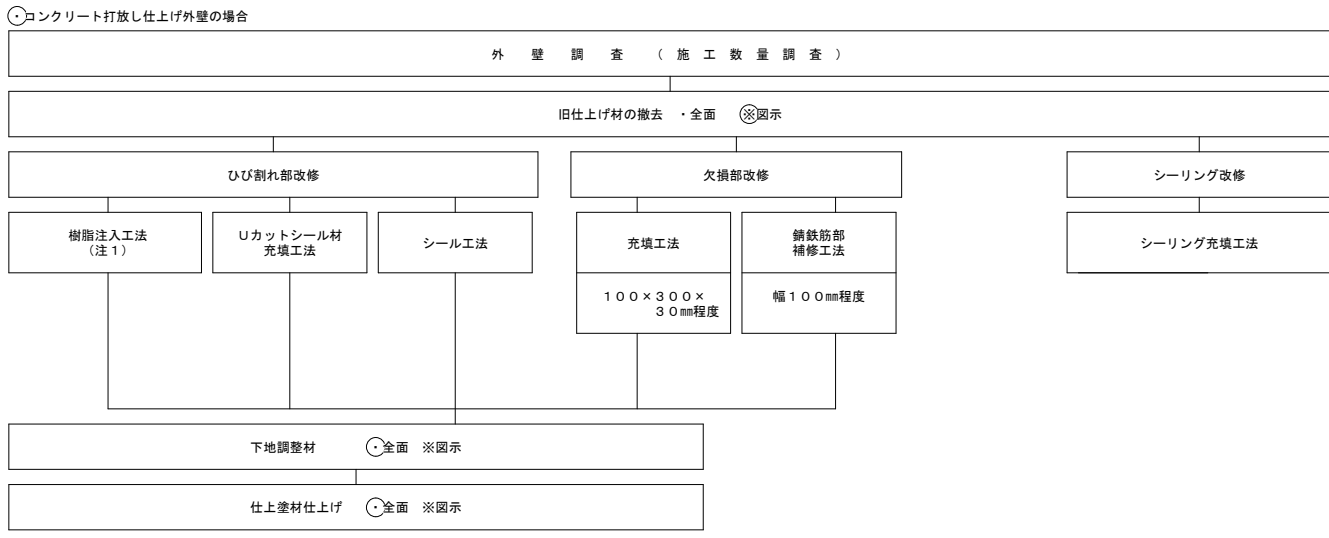 ・コンクリート打放し仕上げ外壁の場合
外　壁　調　査　（ 施 工 数 量 調 査 ）
旧仕上げ材の撤去　・全面　※図示
ひび割れ部改修
欠損部改修
シーリング改修
樹脂注入工法
（注１）
Ｕカットシール材
充填工法
シール工法
充填工法
錆鉄筋部
補修工法
シーリング充填工法
１００×３００×
３０㎜程度
幅１００㎜程度
下地調整材　・全面　※図示
仕上塗材仕上げ　・全面　※図示